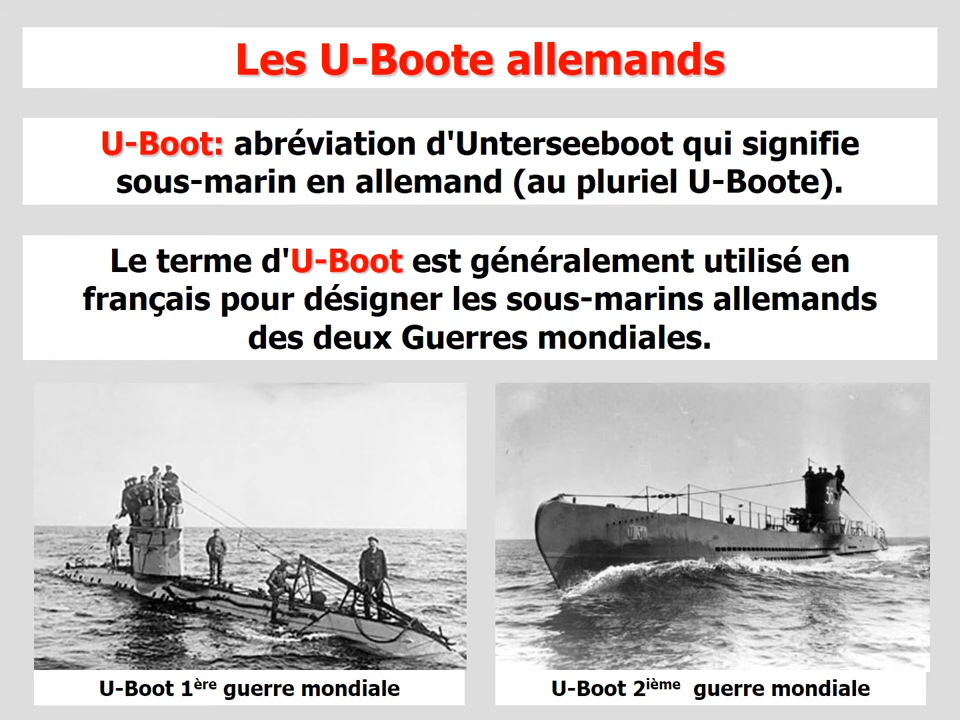 Les U-Boote allemands
U-Boot: abréviation d'Unterseeboot qui signifie
sous-marin en allemand (au pluriel U-Boote).
Le terme d'U-Boot est généralement utilisé en
français pour désigner les sous-marins allemands
des deux Guerres mondiales.
U-Boot 1ère guerre mondiale
U-Boot 2ième guerre mondiale